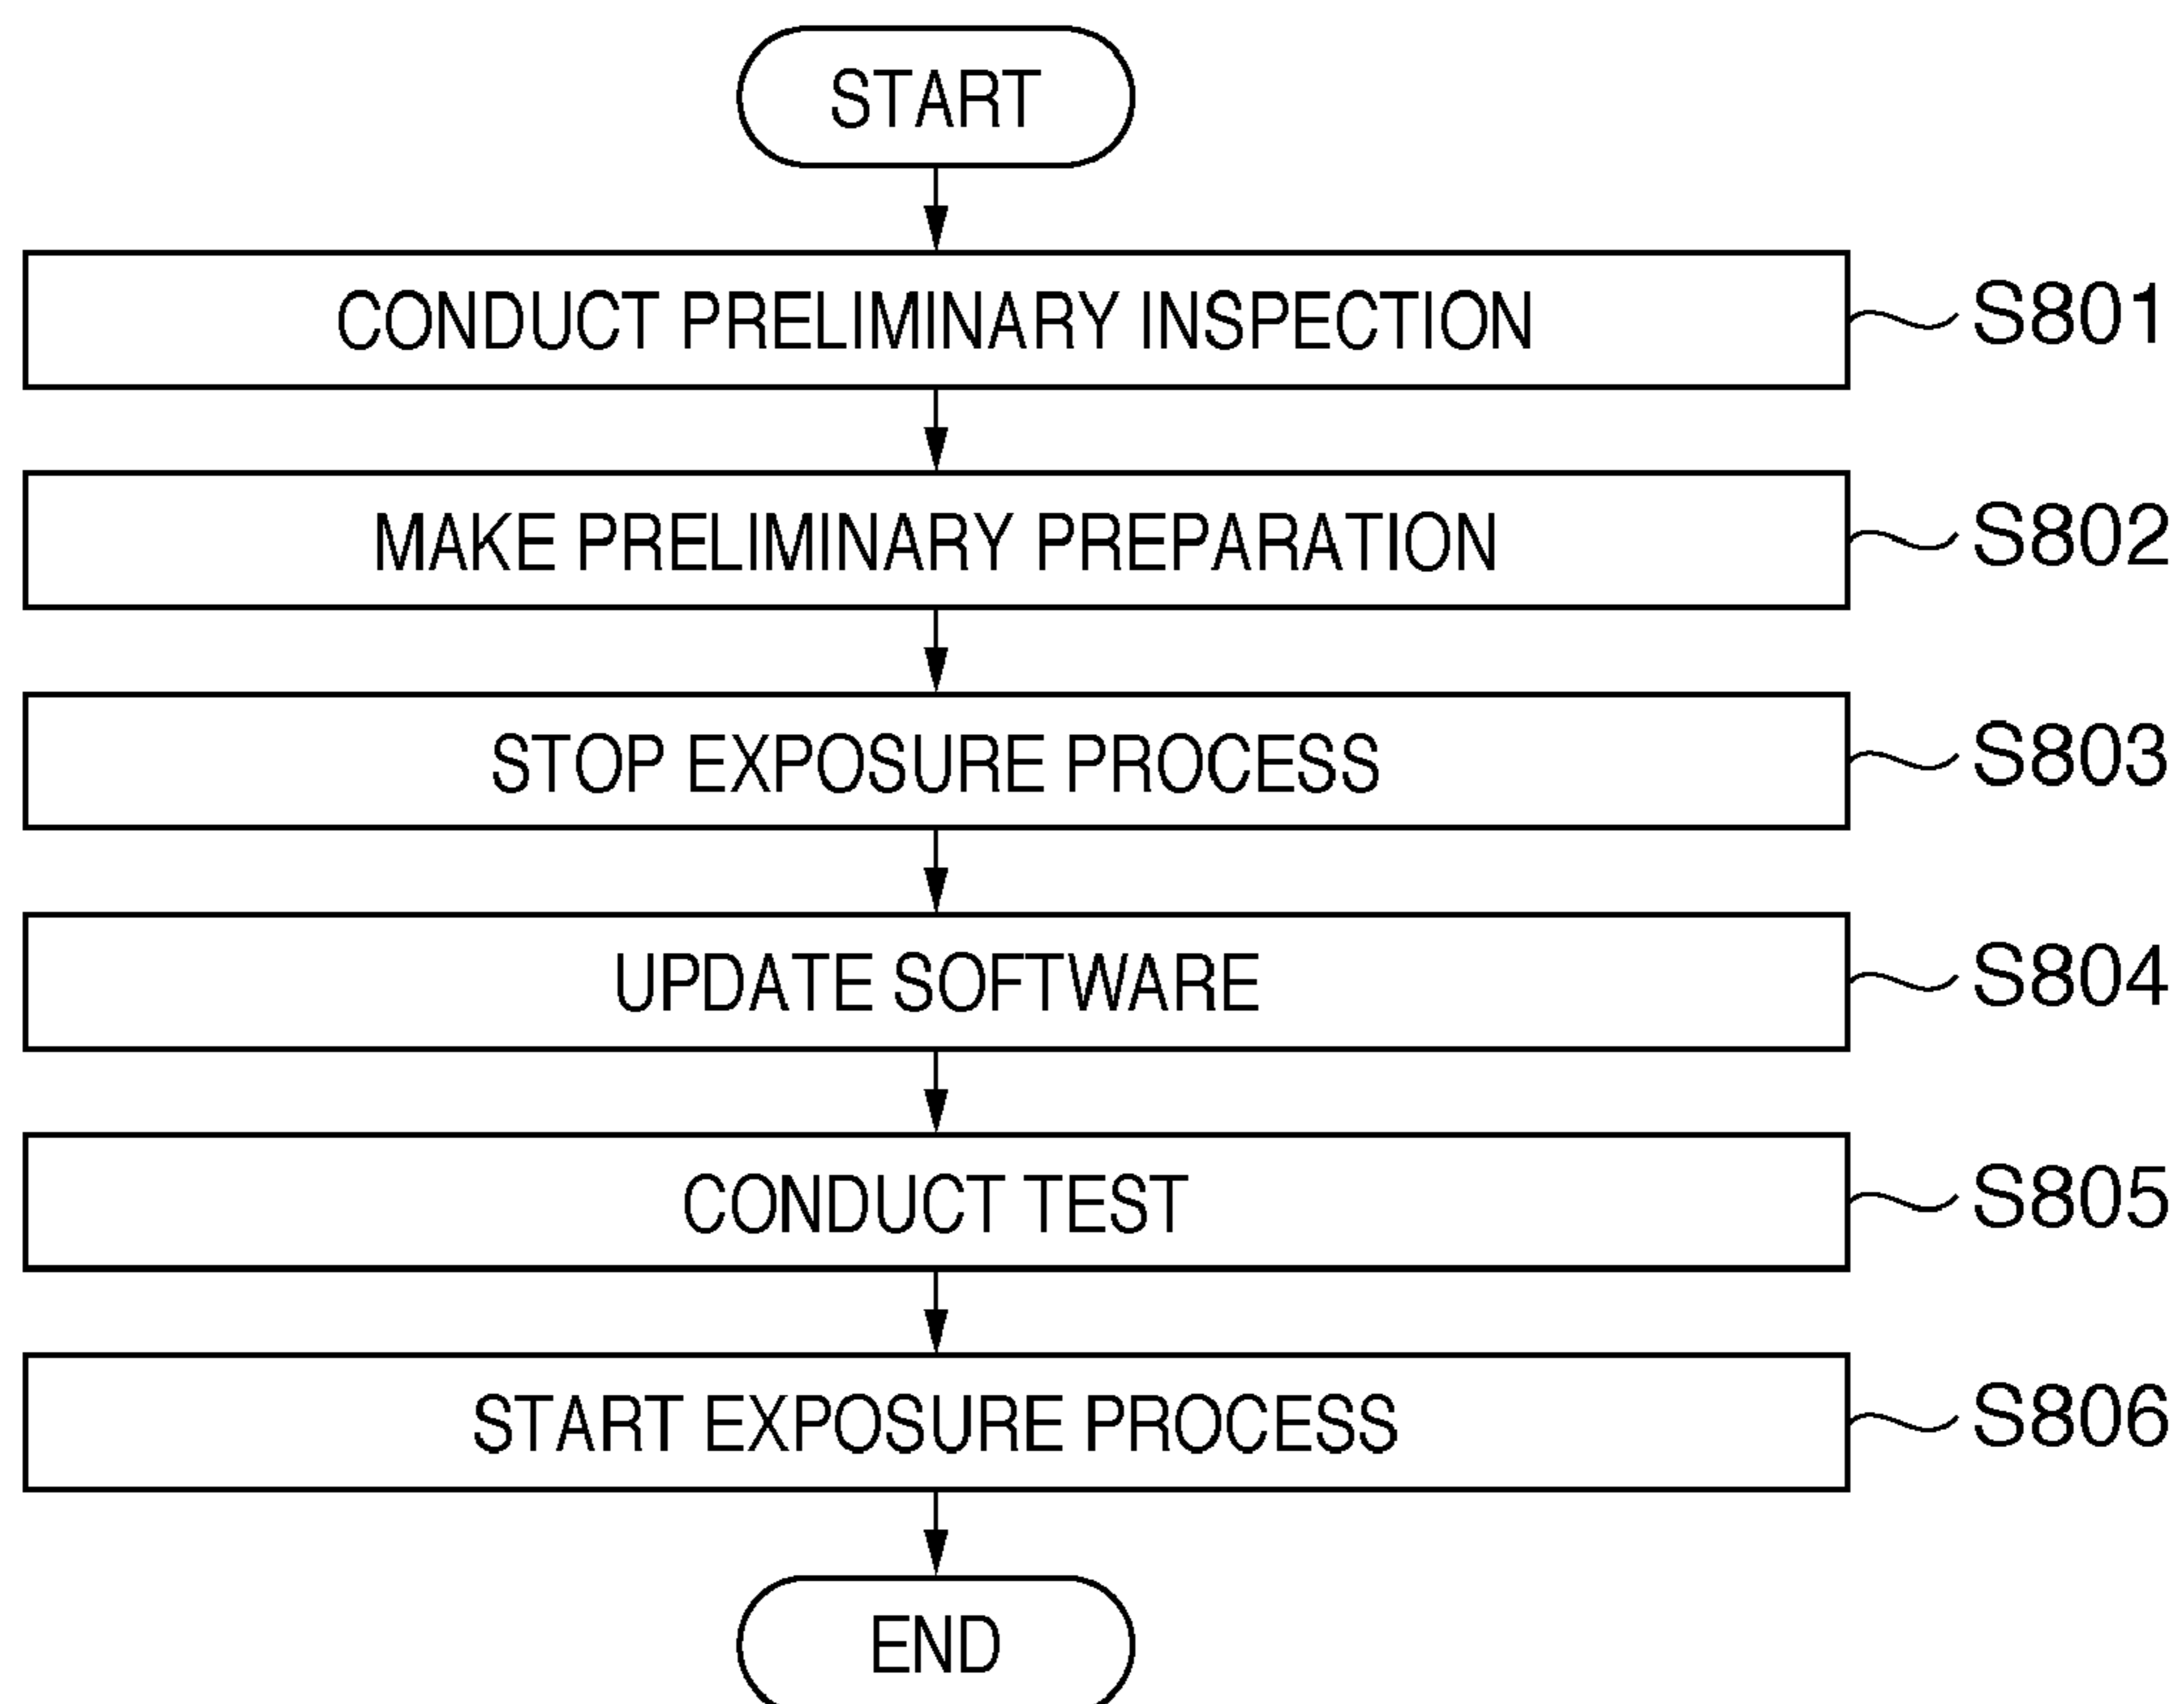 START
CONDUCT PRELIMINARY INSPECTION S801
MAKE PRELIMINARY PREPARATION S802
STOP EXPOSURE PROCESS S803
UPDATE SOFTWARE S804
CONDUCT TEST S805
START EXPOSURE PROCESS S806
END